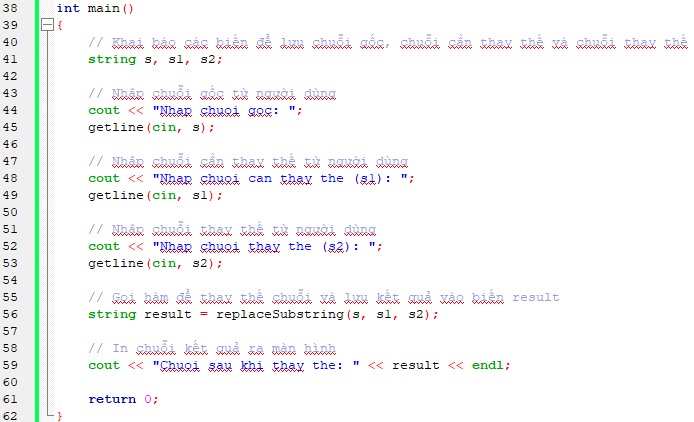 38 int main()
39 {
40 // Khai báo các biến để lưu chuỗi gốc, chuỗi cần thay thế và chuỗi thay thế
41 string s, s1, s2;
42
43 // Nhập chuỗi gốc từ người dùng
44 cout << "Nhap chuoi goc: ";
45 getline(cin, s);
46
47 // Nhập chuỗi cần thay thế từ người dùng
48 cout << "Nhap chuoi can thay the (s1): ";
49 getline(cin, s1);
50
51 // Nhập chuỗi thay thế từ người dùng
52 cout << "Nhap chuoi thay the (s2): ";
53 getline(cin, s2);
54
55 // Gọi hàm để thay thế chuỗi và lưu kết quả vào biến result
56 string result = replaceSubstring(s, s1, s2);
57
58 // In chuỗi kết quả ra màn hình
59 cout << "Chuoi sau khi thay the: " << result << endl;
60
61 return 0;
62 }